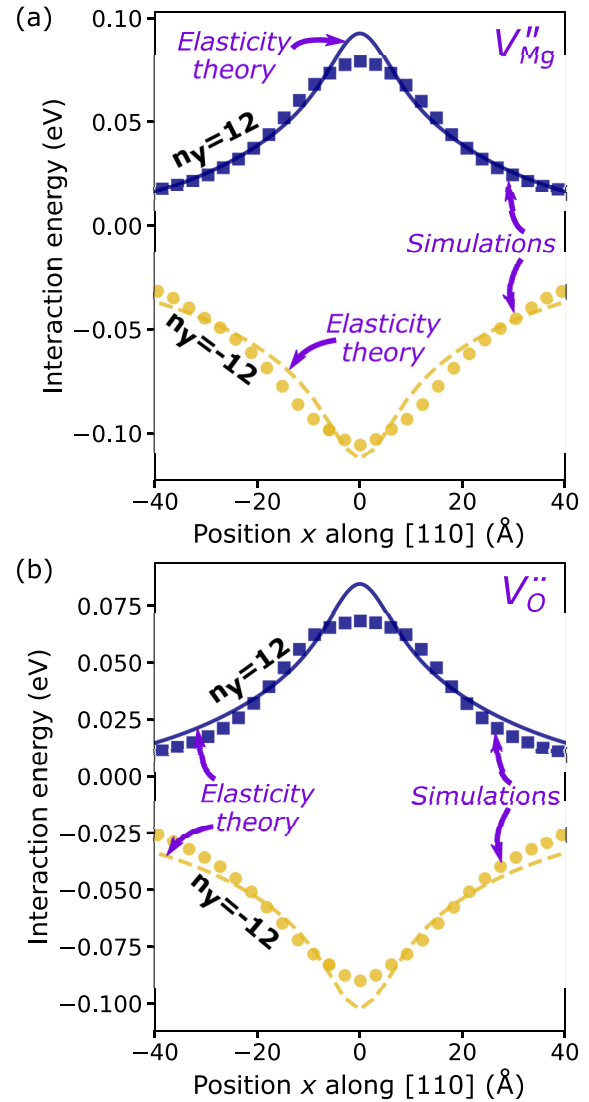 (a)
0.10
0.05
0.00
−0.05
−0.10
Interaction energy (eV)
Elasticity
theory
V″Mg
ny=12
Simulations
ny=-12
Elasticity
theory
−40 −20 0 20 40
Position x along [110] (Å)
(b)
0.075
0.050
0.025
0.000
−0.025
−0.050
−0.075
−0.100
Interaction energy (eV)
V¨O
ny=12
Elasticity
theory
Simulations
ny=-12
−40 −20 0 20 40
Position x along [110] (Å)